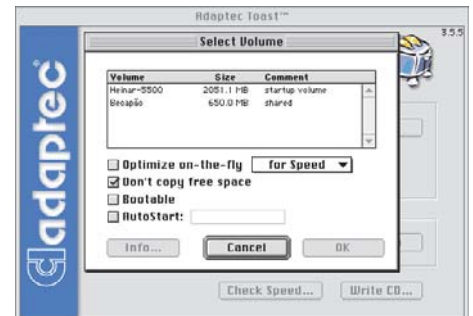 Adaptec Toast™
3.5.5
adaptec
Select Volume
Volume Size Comment
Heinar-5500 2051.1 MB startup volume
Becapão 650.0 MB shared
Optimize on-the-fly for Speed
Don't copy free space
Bootable
AutoStart:
Info... Cancel OK
Check Speed... Write CD...